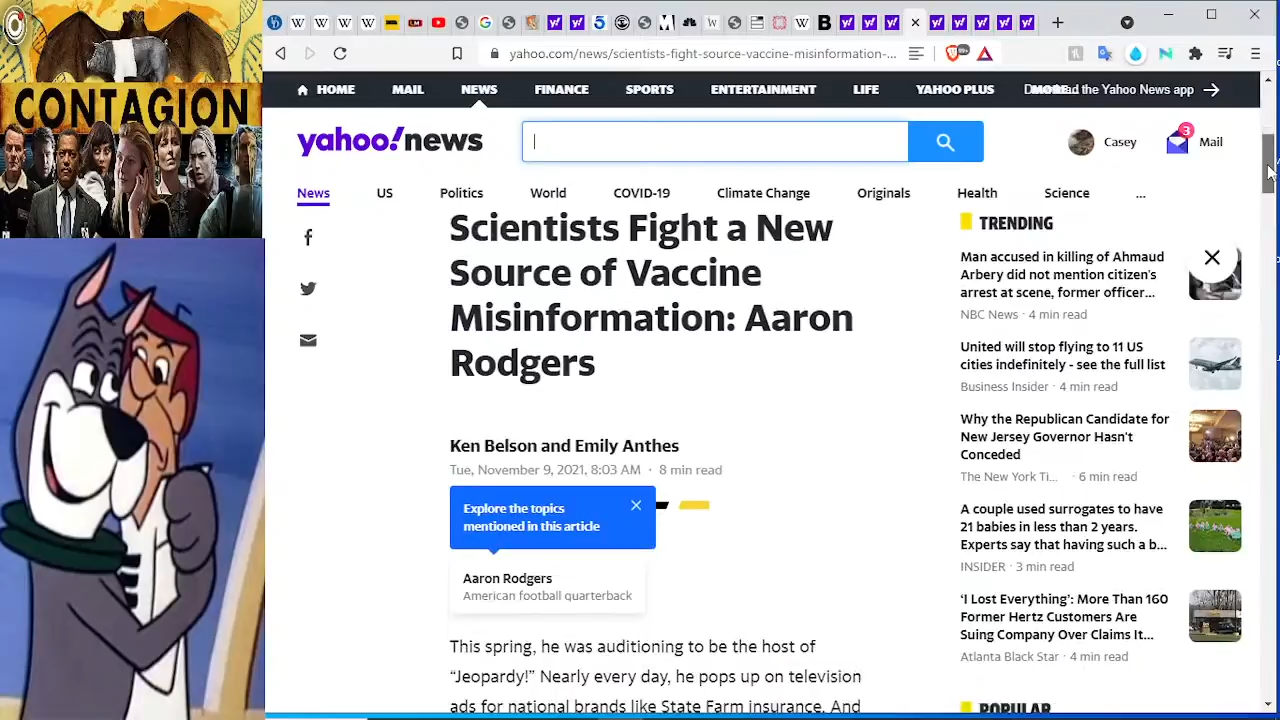 CONTAGION
yahoo.com/news/scientists-fight-source-vaccine-misinformation-...
99+
HOME MAIL NEWS FINANCE SPORTS ENTERTAINMENT LIFE YAHOO PLUS
yahoo!news
Casey
3
Mail
News US Politics World COVID-19 Climate Change Originals Health Science ...
Scientists Fight a New
Source of Vaccine
Misinformation: Aaron
Rodgers
Ken Belson and Emily Anthes
Tue, November 9, 2021, 8:03 AM · 8 min read
Explore the topics
mentioned in this article
Aaron Rodgers
American football quarterback
This spring, he was auditioning to be the host of
“Jeopardy!” Nearly every day, he pops up on television
ads for national brands like State Farm insurance. And
TRENDING
Man accused in killing of Ahmaud
Arbery did not mention citizen's
arrest at scene, former officer...
NBC News · 4 min read
United will stop flying to 11 US
cities indefinitely - see the full list
Business Insider · 4 min read
Why the Republican Candidate for
New Jersey Governor Hasn't
Conceded
The New York Ti... · 6 min read
A couple used surrogates to have
21 babies in less than 2 years.
Experts say that having such a b...
INSIDER · 3 min read
‘I Lost Everything’: More Than 160
Former Hertz Customers Are
Suing Company Over Claims It...
Atlanta Black Star · 4 min read
POPULAR